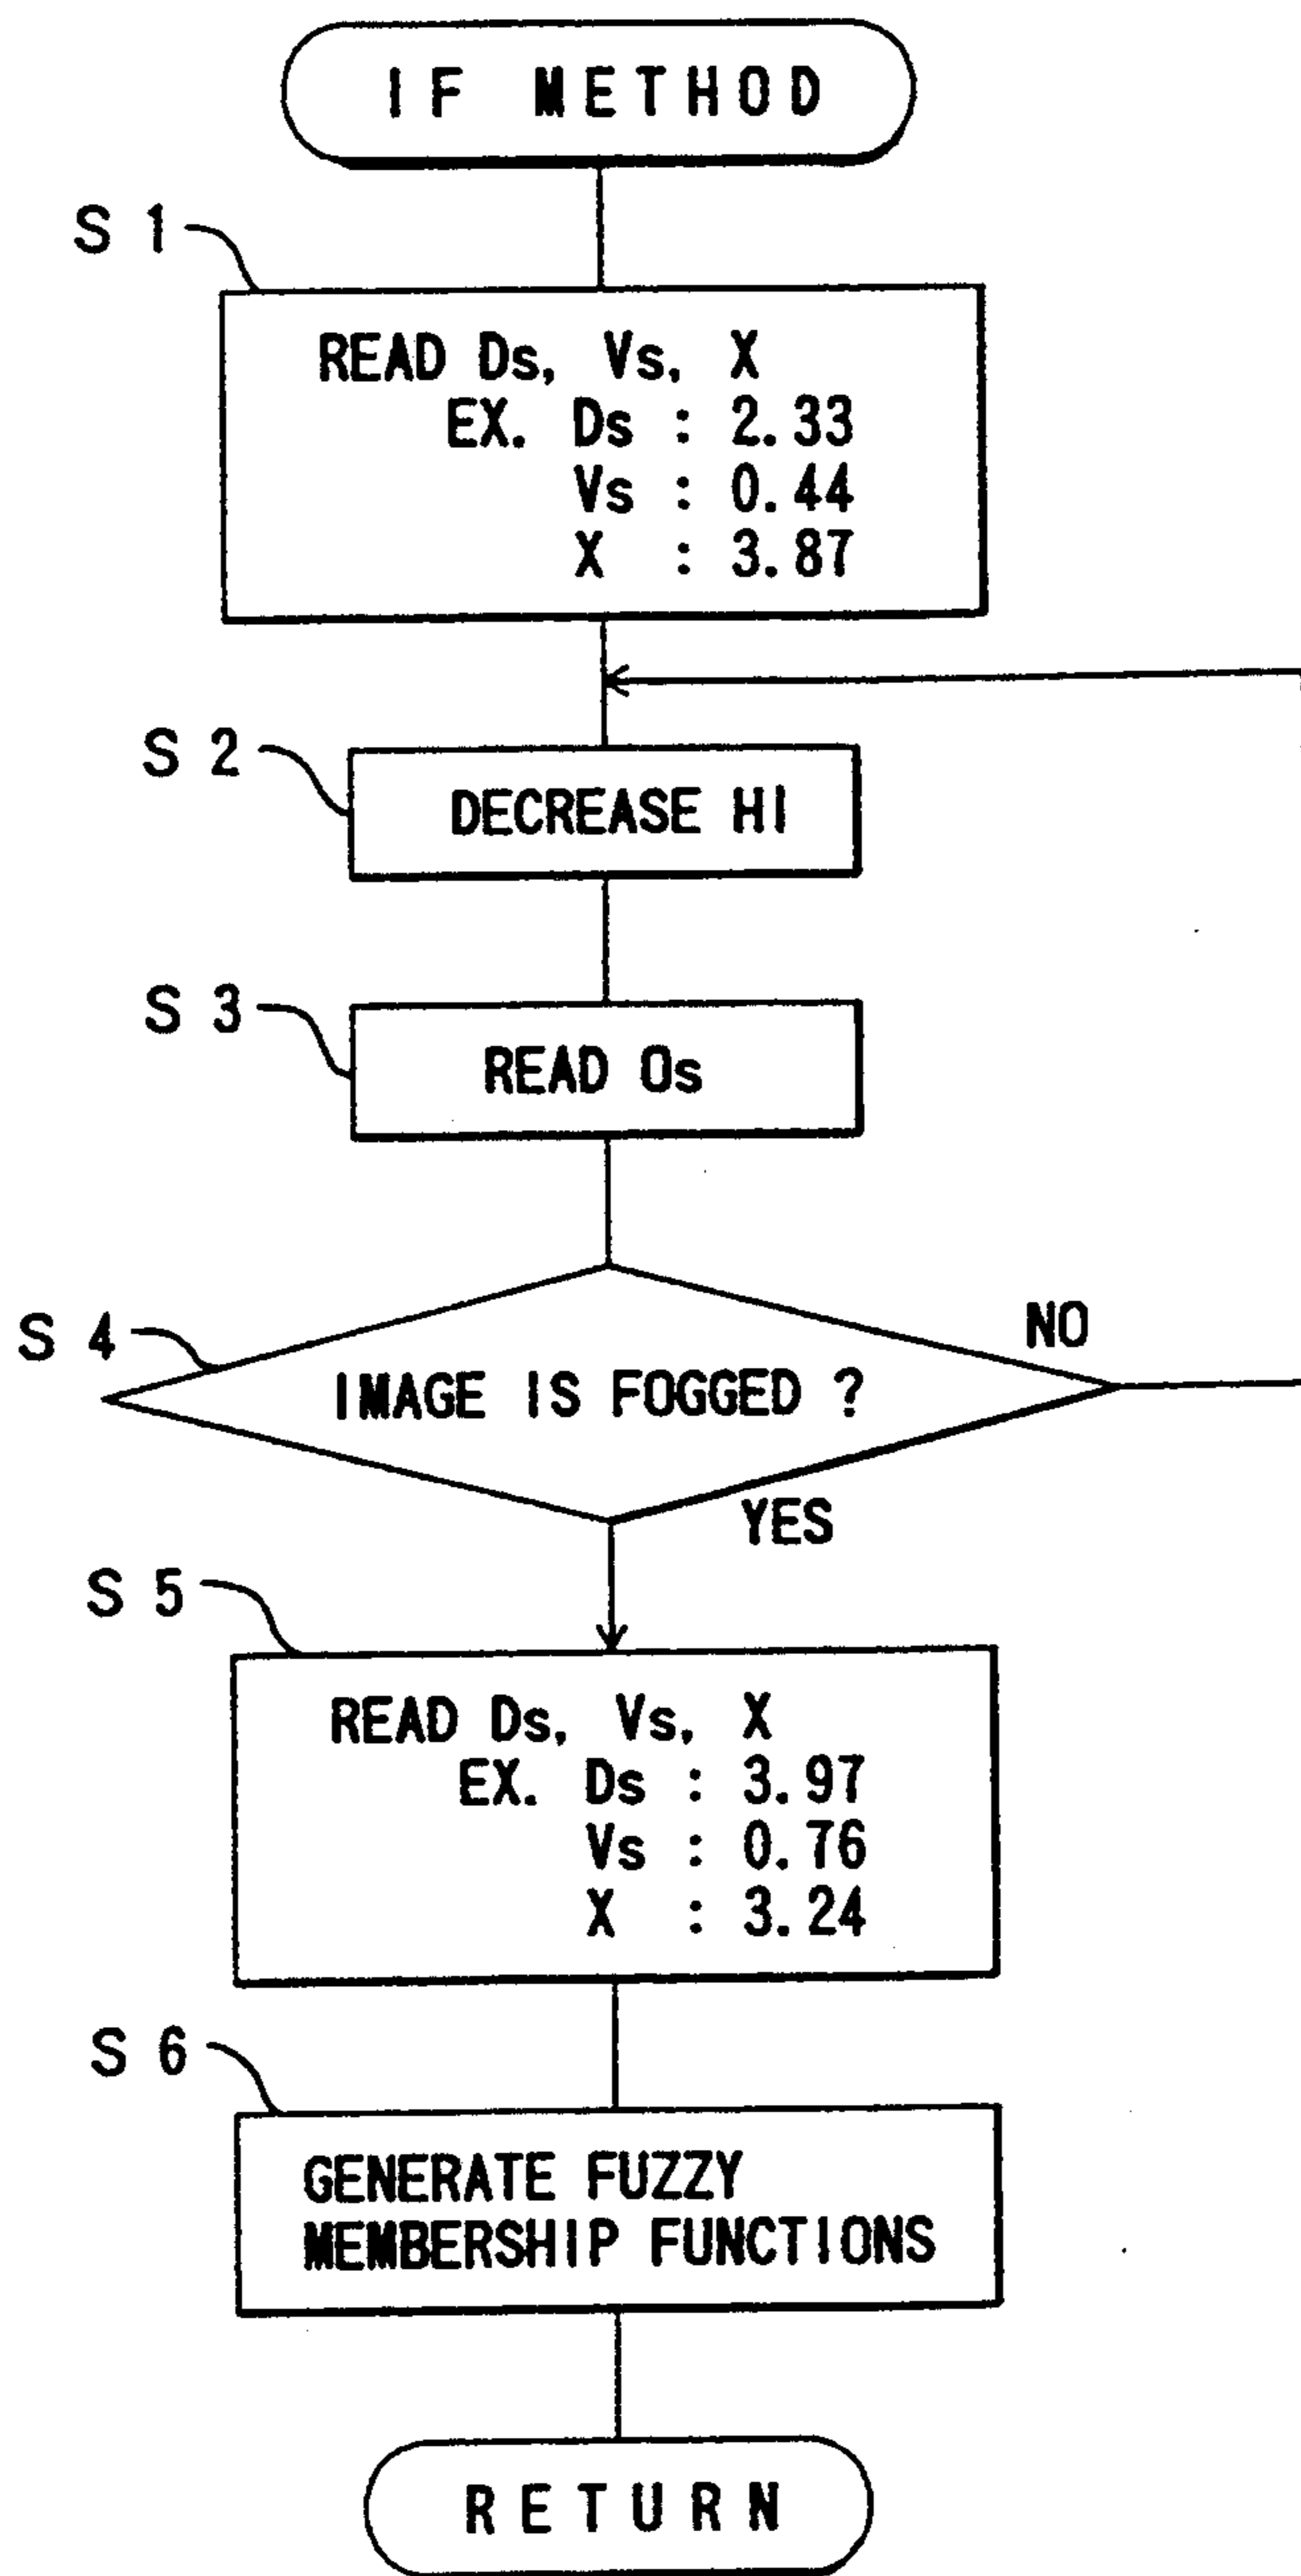 IF METHOD
S 1
READ Ds, Vs, X
EX. Ds : 2.33
Vs : 0.44
X : 3.87
S 2
DECREASE HI
S 3
READ Os
S 4
IMAGE IS FOGGED ?
NO
YES
S 5
READ Ds, Vs, X
EX. Ds : 3.97
Vs : 0.76
X : 3.24
S 6
GENERATE FUZZY
MEMBERSHIP FUNCTIONS
RETURN